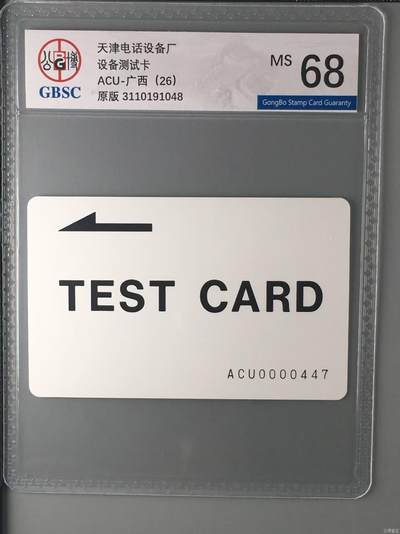 天津电话设备厂
设备测试卡
ACU-广西（26）
原版 3110191048
GBSC
MS 68
GongBo Stamp Card Guaranty
TEST CARD
ACU0000447